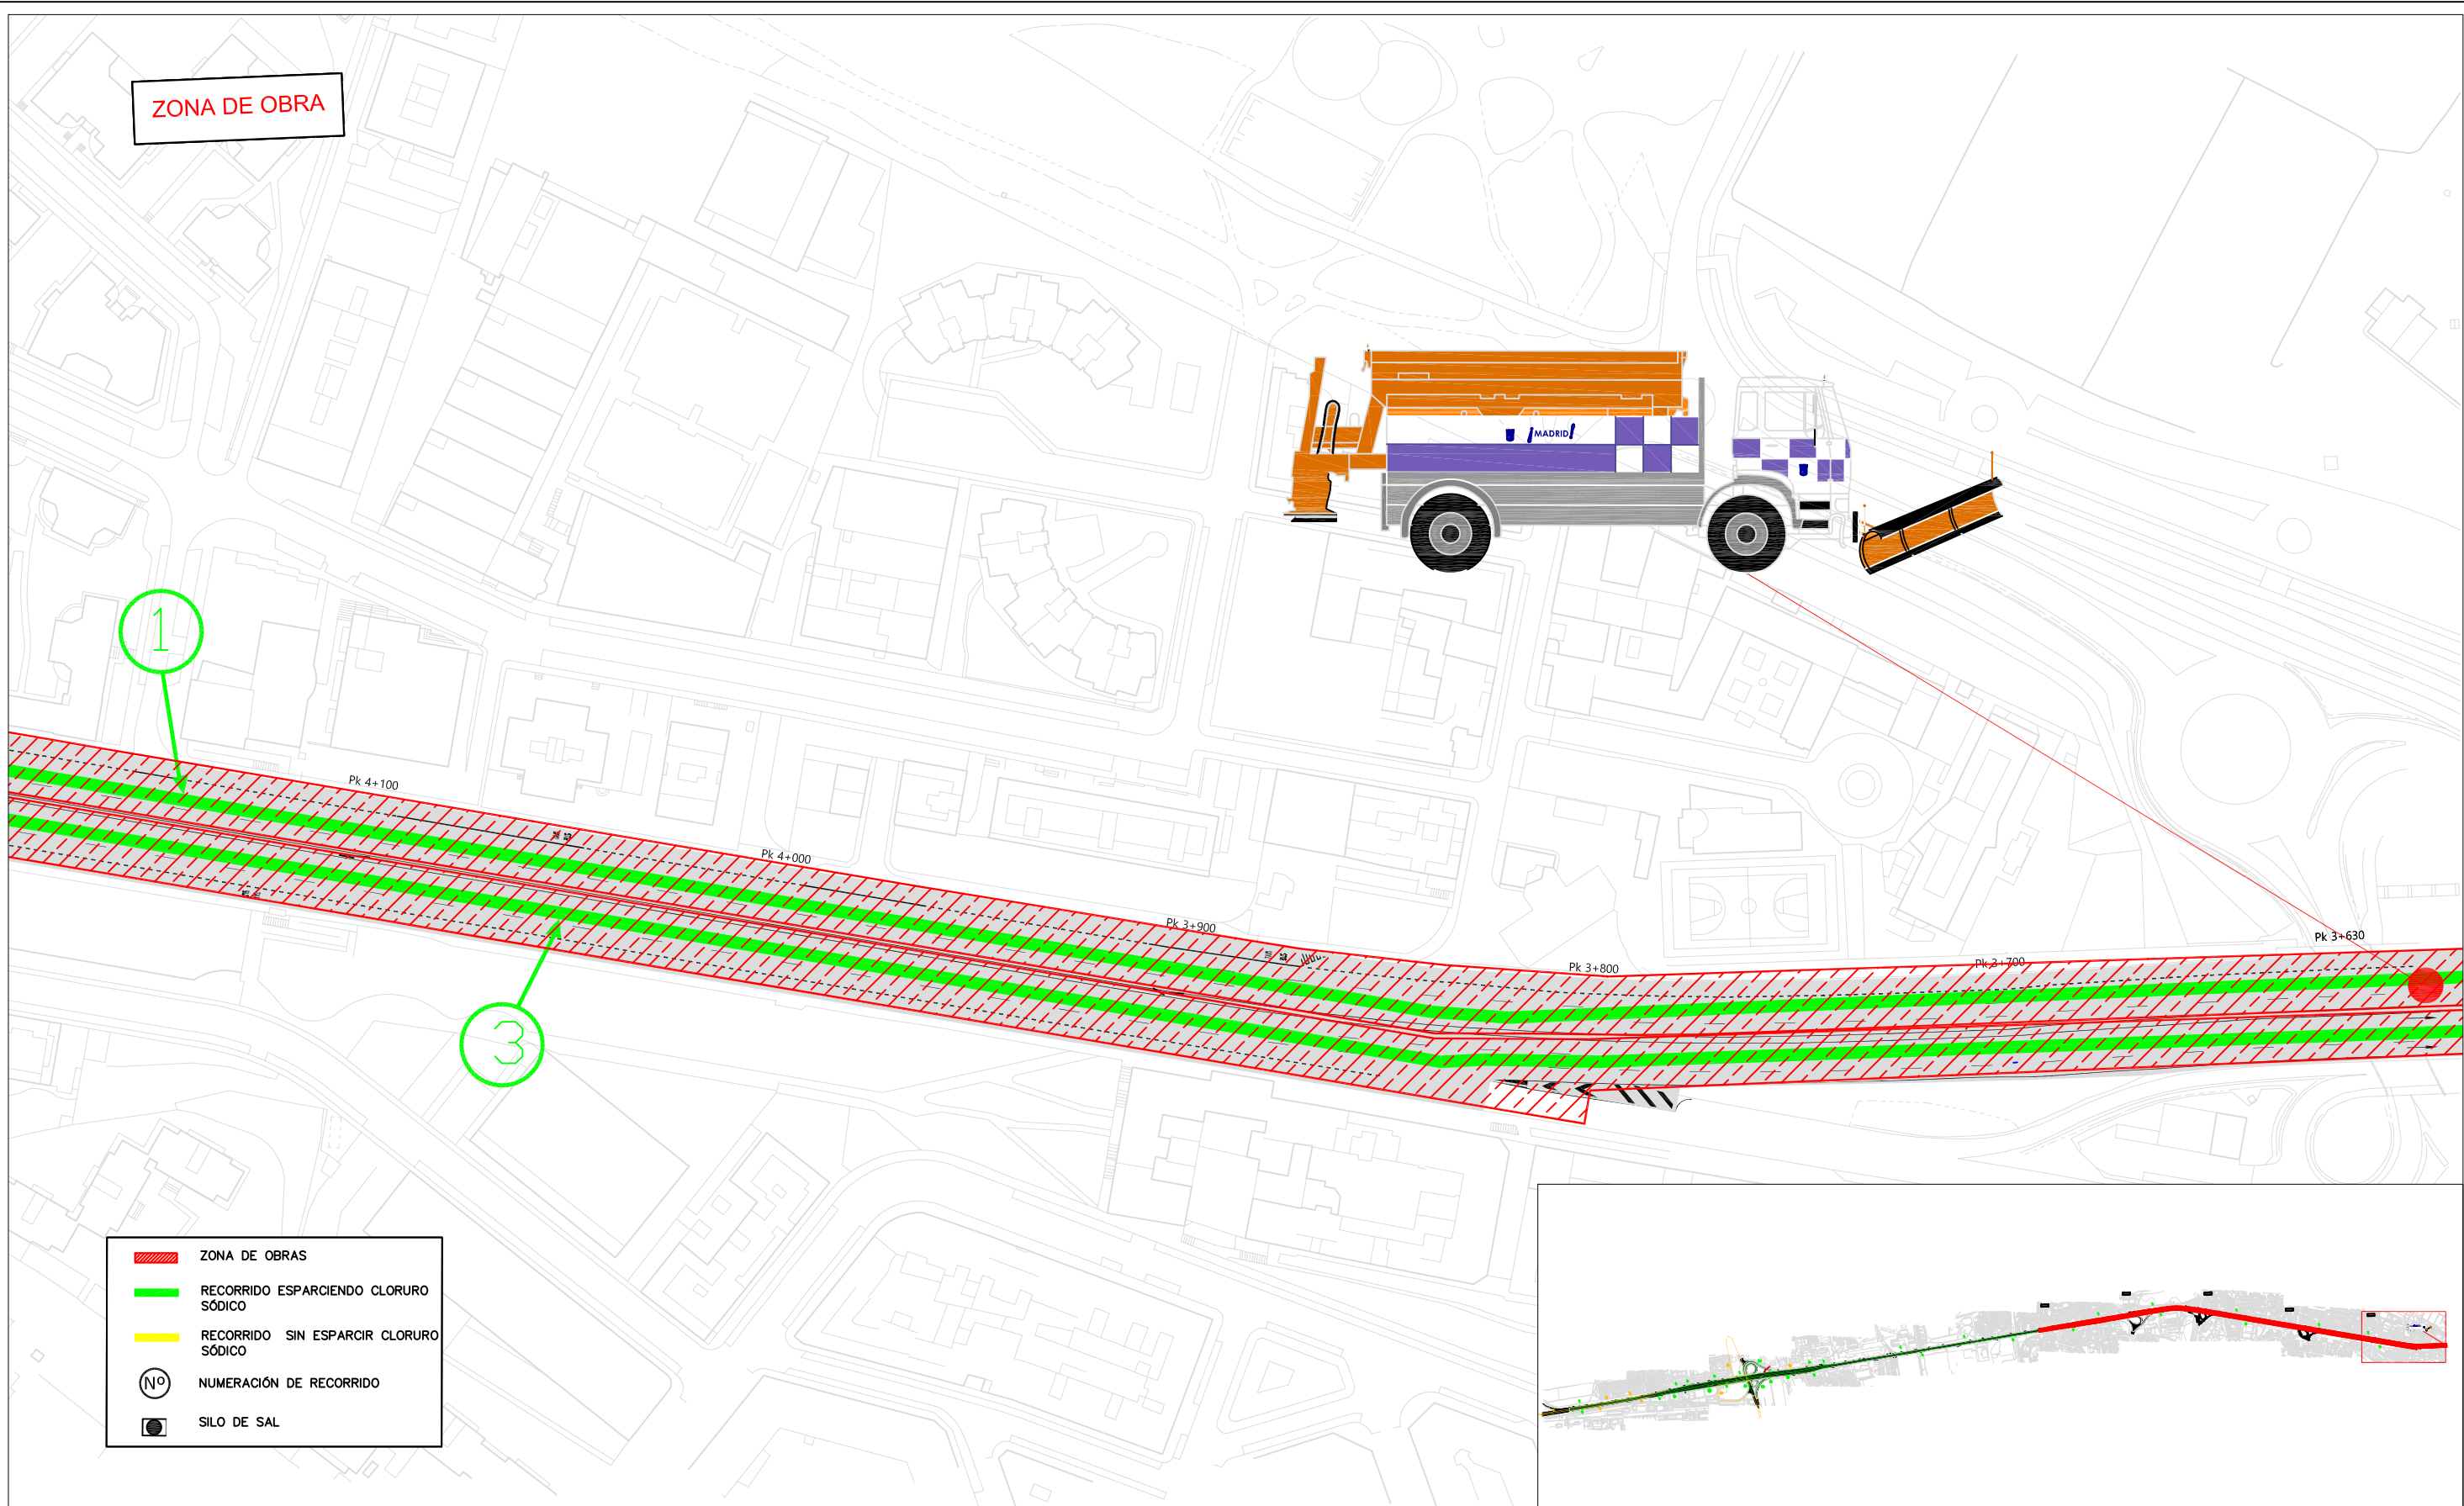 ZONA DE OBRA
¡MADRID!
1
Pk 4+100
Pk 4+000
Pk 3+900
Pk 3+800
Pk 3+700
Pk 3+630
3
ZONA DE OBRAS
RECORRIDO ESPARCIENDO CLORURO
SÓDICO
RECORRIDO SIN ESPARCIR CLORURO
SÓDICO
Nº
NUMERACIÓN DE RECORRIDO
SILO DE SAL